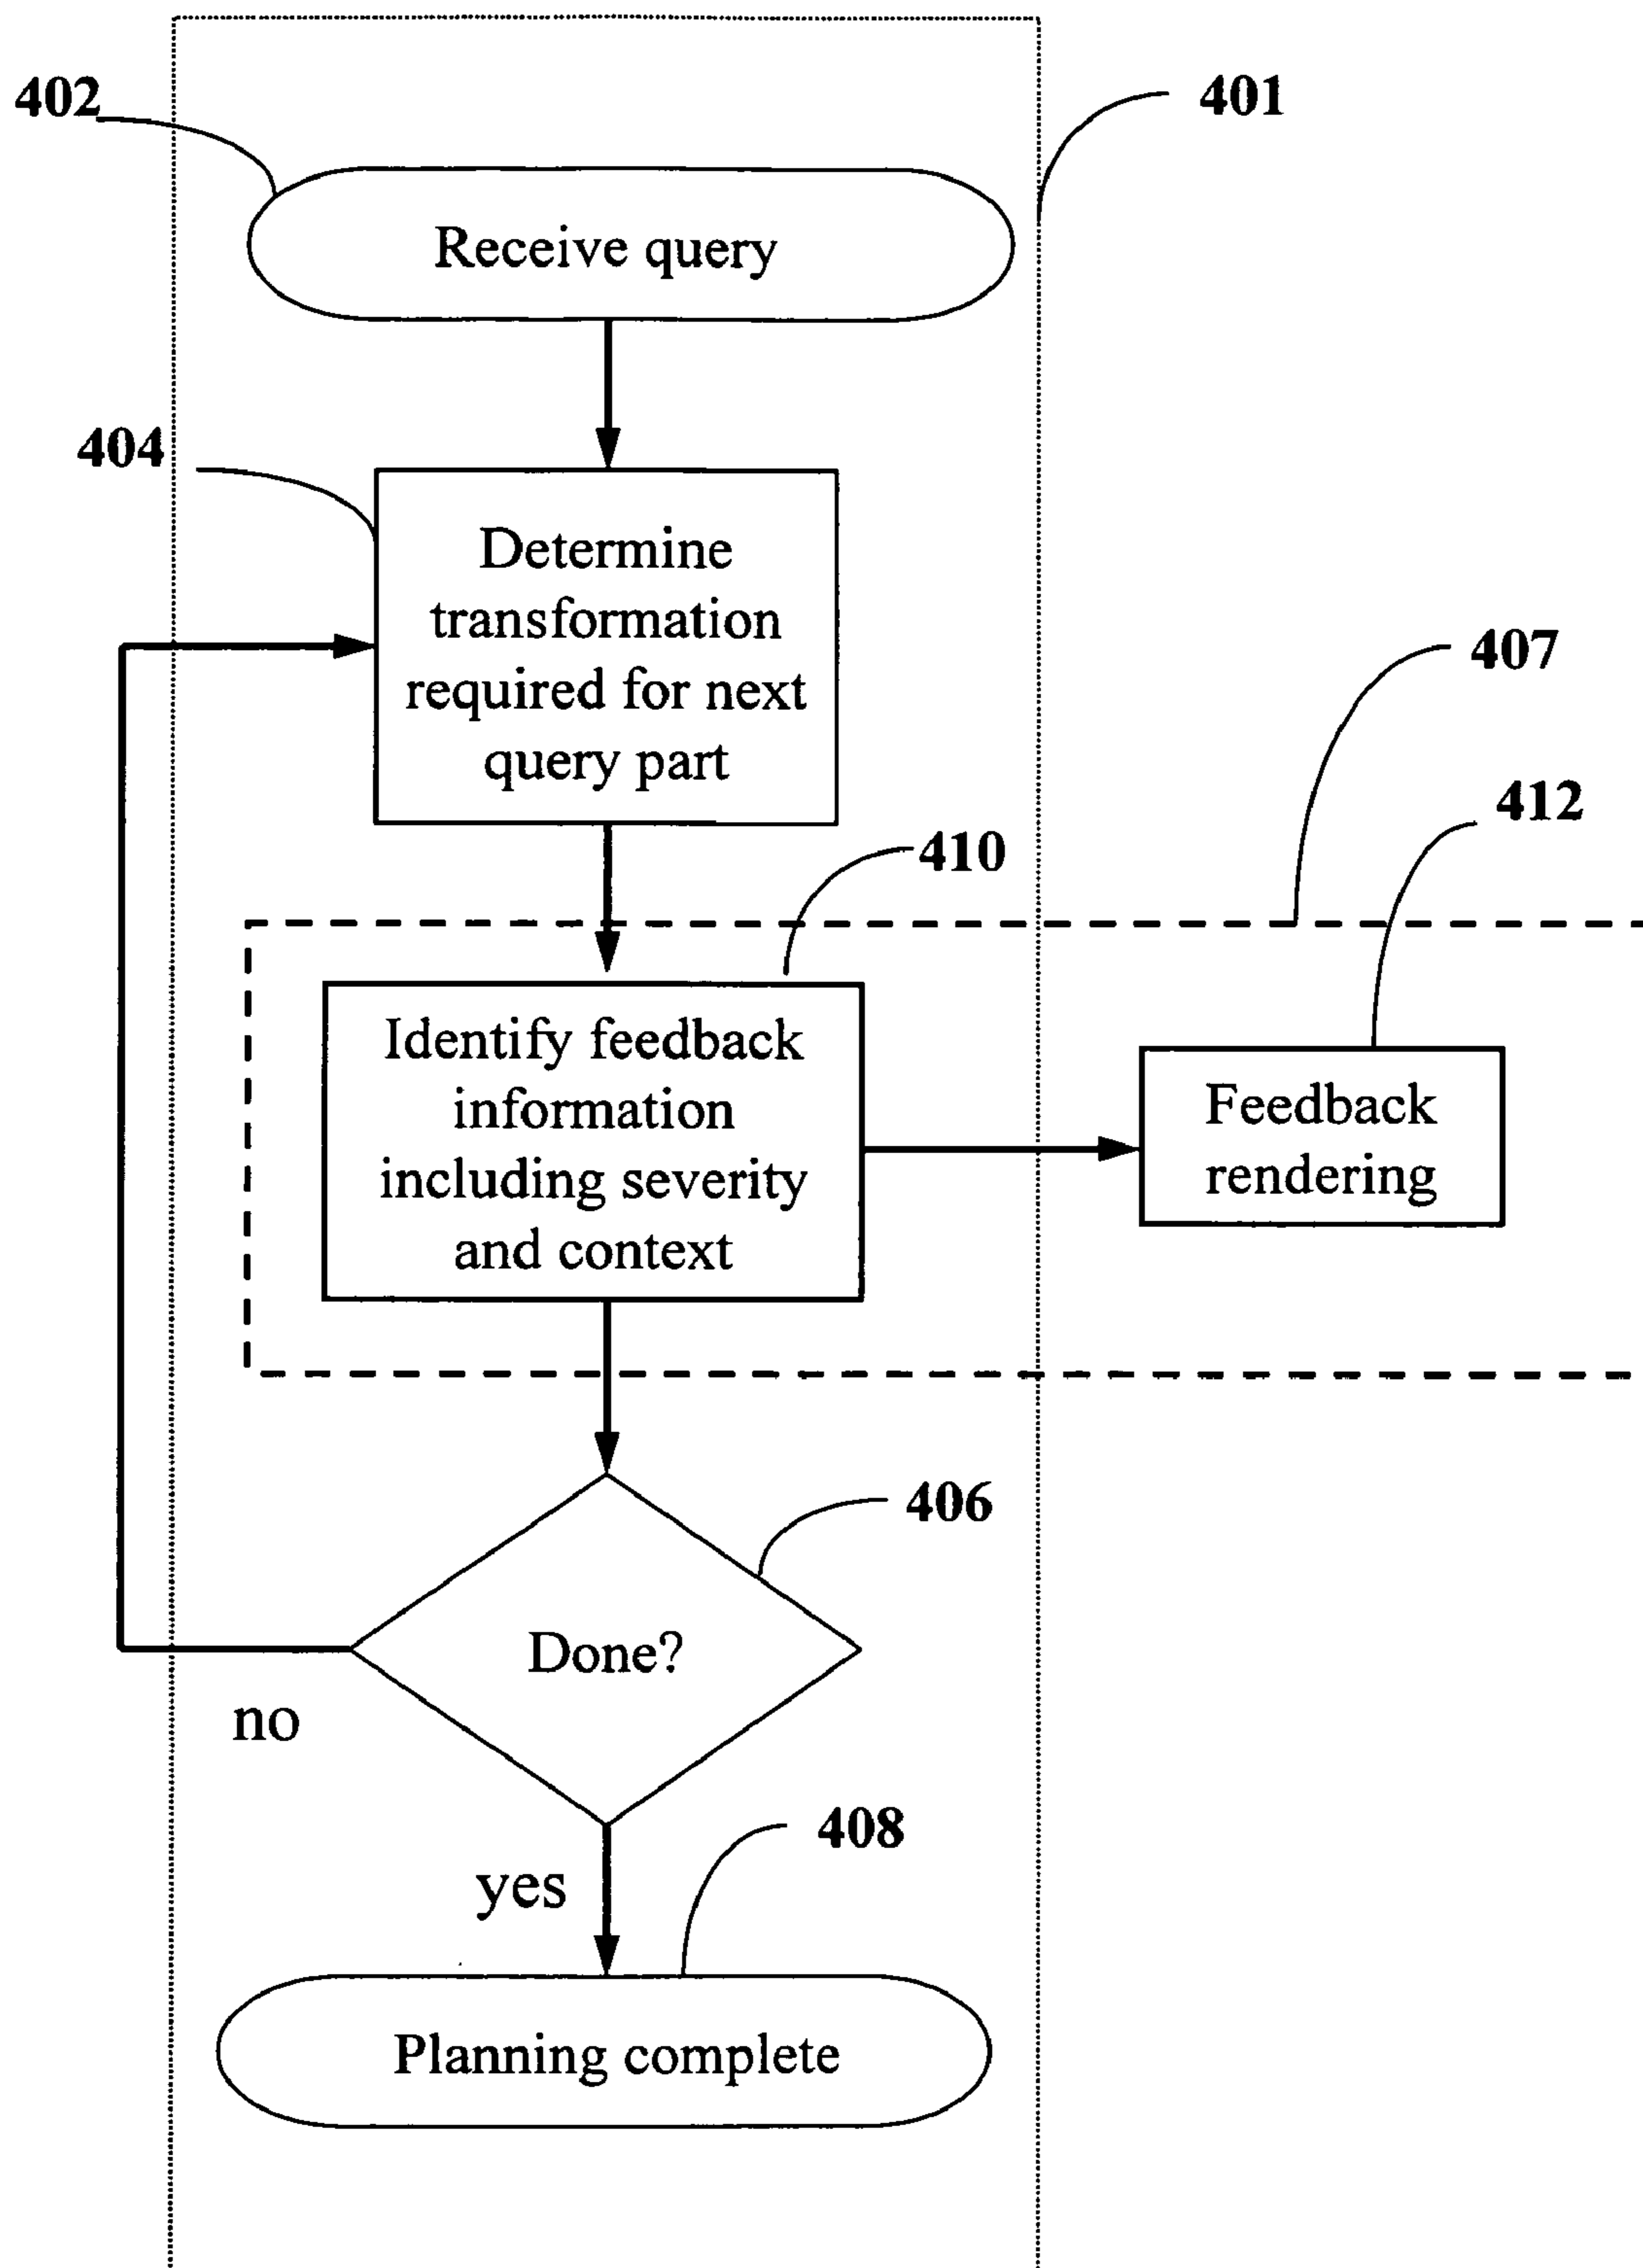 402
401
Receive query
404
Determine
transformation
required for next
query part
407
412
410
Identify feedback
information
including severity
and context
Feedback
rendering
406
Done?
no
408
yes
Planning complete